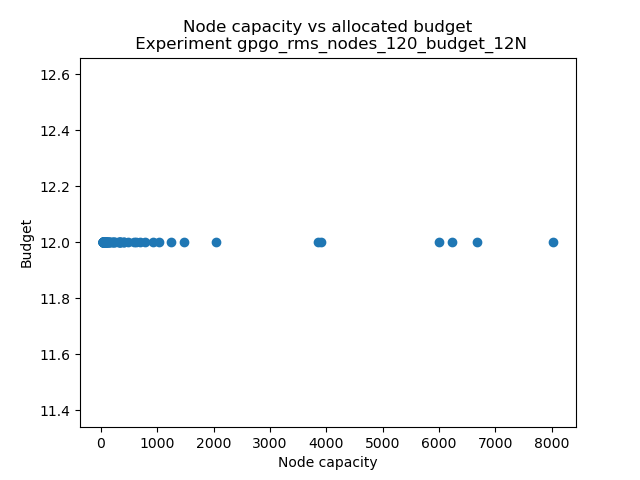 Node capacity vs allocated budget
Experiment gpgo_rms_nodes_120_budget_12N
12.6
12.4
12.2
12.0
11.8
11.6
11.4
Budget
0 1000 2000 3000 4000 5000 6000 7000 8000
Node capacity